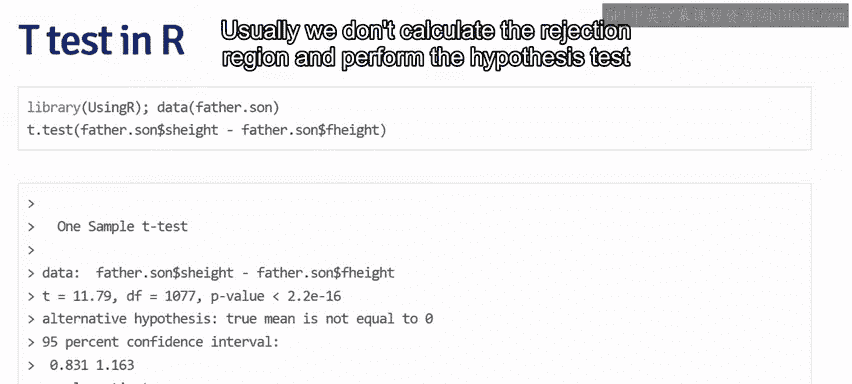 T test in R
Usually we don't calculate the rejection
region and perform the hypothesis test
library(UsingR); data(father.son)
t.test(father.son$sheight - father.son$fheight)
>
> One Sample t-test
>
> data: father.son$sheight - father.son$fheight
> t = 11.79, df = 1077, p-value < 2.2e-16
> alternative hypothesis: true mean is not equal to 0
> 95 percent confidence interval:
> 0.831 1.163